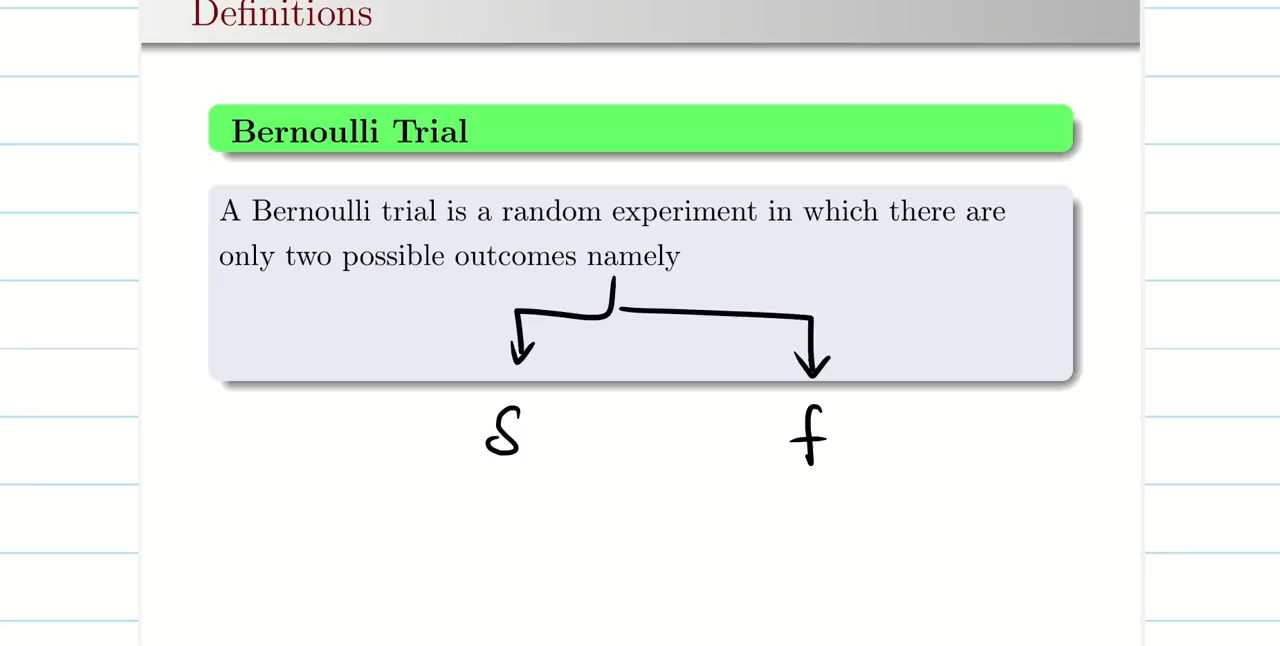 Definitions
Bernoulli Trial
A Bernoulli trial is a random experiment in which there are
only two possible outcomes namely
S f